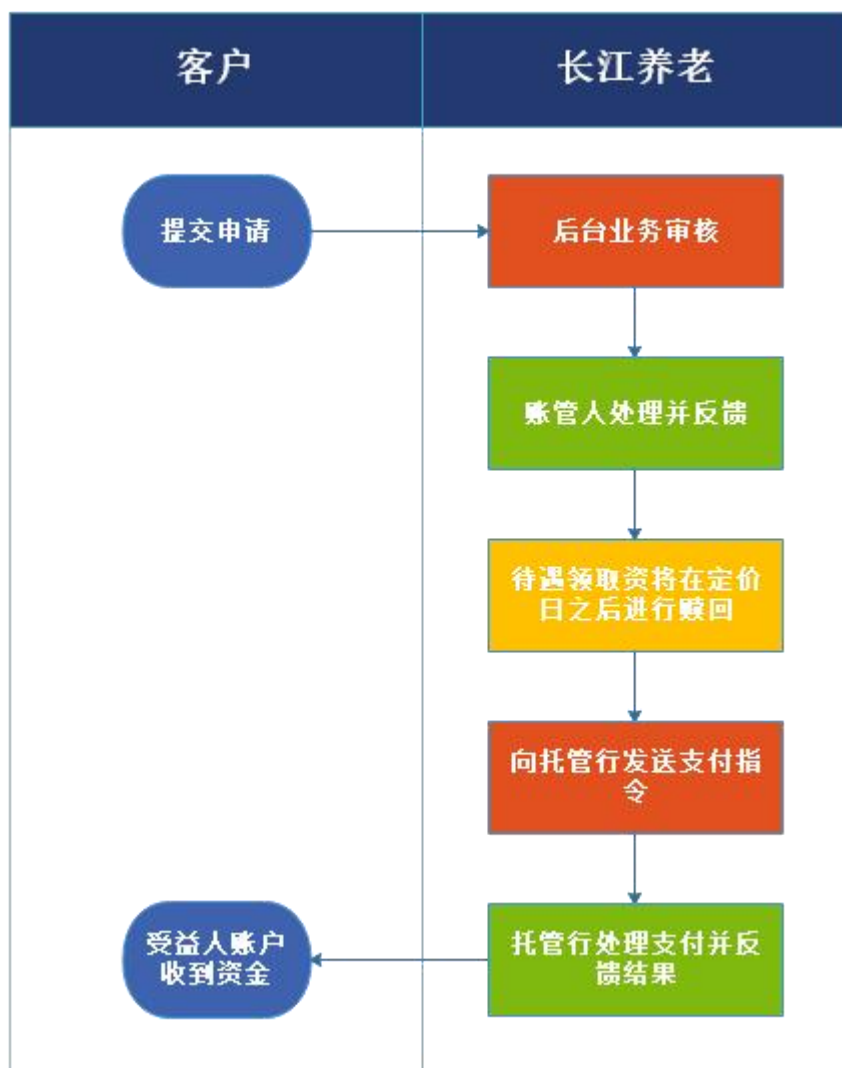 客户
长江养老
提交申请
后台业务审核
账管人处理并反馈
待遇领取资将在定价
日之后进行赎回
向托管行发送支付指
令
受益人账户
收到资金
托管行处理支付并反
馈结果